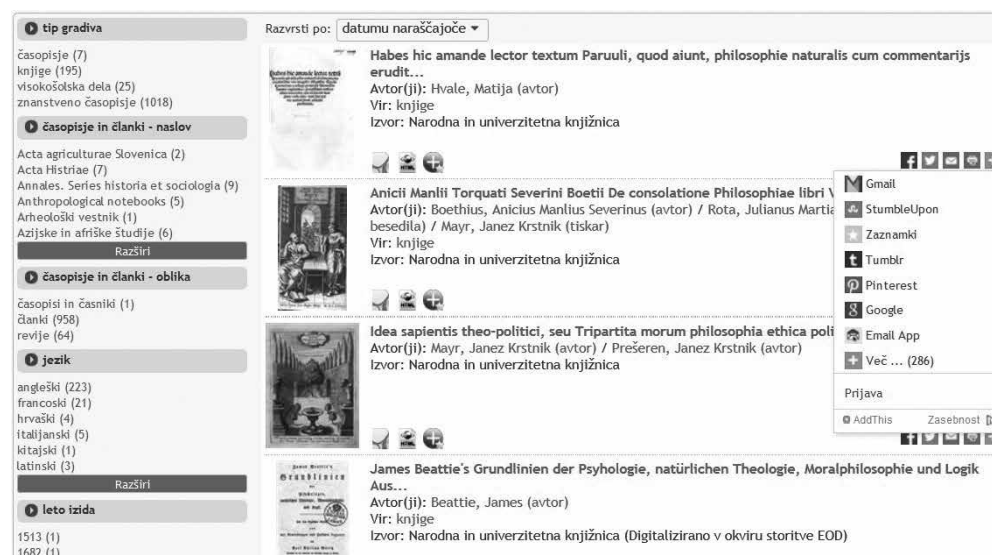 tip gradiva
časopisje (7)
knjige (195)
visokošolska dela (25)
znanstveno časopisje (1018)
časopisje in članki - naslov
Acta agriculturae Slovenica (2)
Acta Histriae (7)
Annales. Series historia et sociologia (9)
Anthropological notebooks (5)
Arheološki vestnik (1)
Azijske in afriške študije (6)
Razširi
časopisje in članki - oblika
časopisi in časniki (1)
članki (958)
revije (64)
jezik
angleški (223)
francoski (21)
hrvaški (4)
italijanski (5)
kitajski (1)
latinski (3)
Razširi
leto izida
1513 (1)
1682 (1)
Razvrsti po: datumu naraščajoče
Habes hic amande lector textum Paruuli, quod aiunt, philosophie naturalis cum commentarijs
erudit...
Avtor(ji): Hvale, Matija (avtor)
Vir: knjige
Izvor: Narodna in univerzitetna knjižnica
Anicii Manlii Torquati Severini Boetii De consolatione Philosophiae libri
Avtor(ji): Boethius, Anicius Manlius Severinus (avtor) / Rota, Julianus Martia
besedila) / Mayr, Janez Krstnik (tiskar)
Vir: knjige
Izvor: Narodna in univerzitetna knjižnica
Idea sapientis theo-politici, seu Tripartita morum philosophia ethica poli
Avtor(ji): Mayr, Janez Krstnik (avtor) / Prešeren, Janez Krstnik (avtor)
Izvor: Narodna in univerzitetna knjižnica
James Beattie's Grundlinien der Psyhologie, natürlichen Theologie, Moralphilosophie und Logik
Aus...
Avtor(ji): Beattie, James (avtor)
Vir: knjige
Izvor: Narodna in univerzitetna knjižnica (Digitalizirano v okviru storitve EOD)
Gmail
StumbleUpon
Zaznamki
Tumblr
Pinterest
Google
Email App
Več ... (286)
Prijava
AddThis Zasebnost